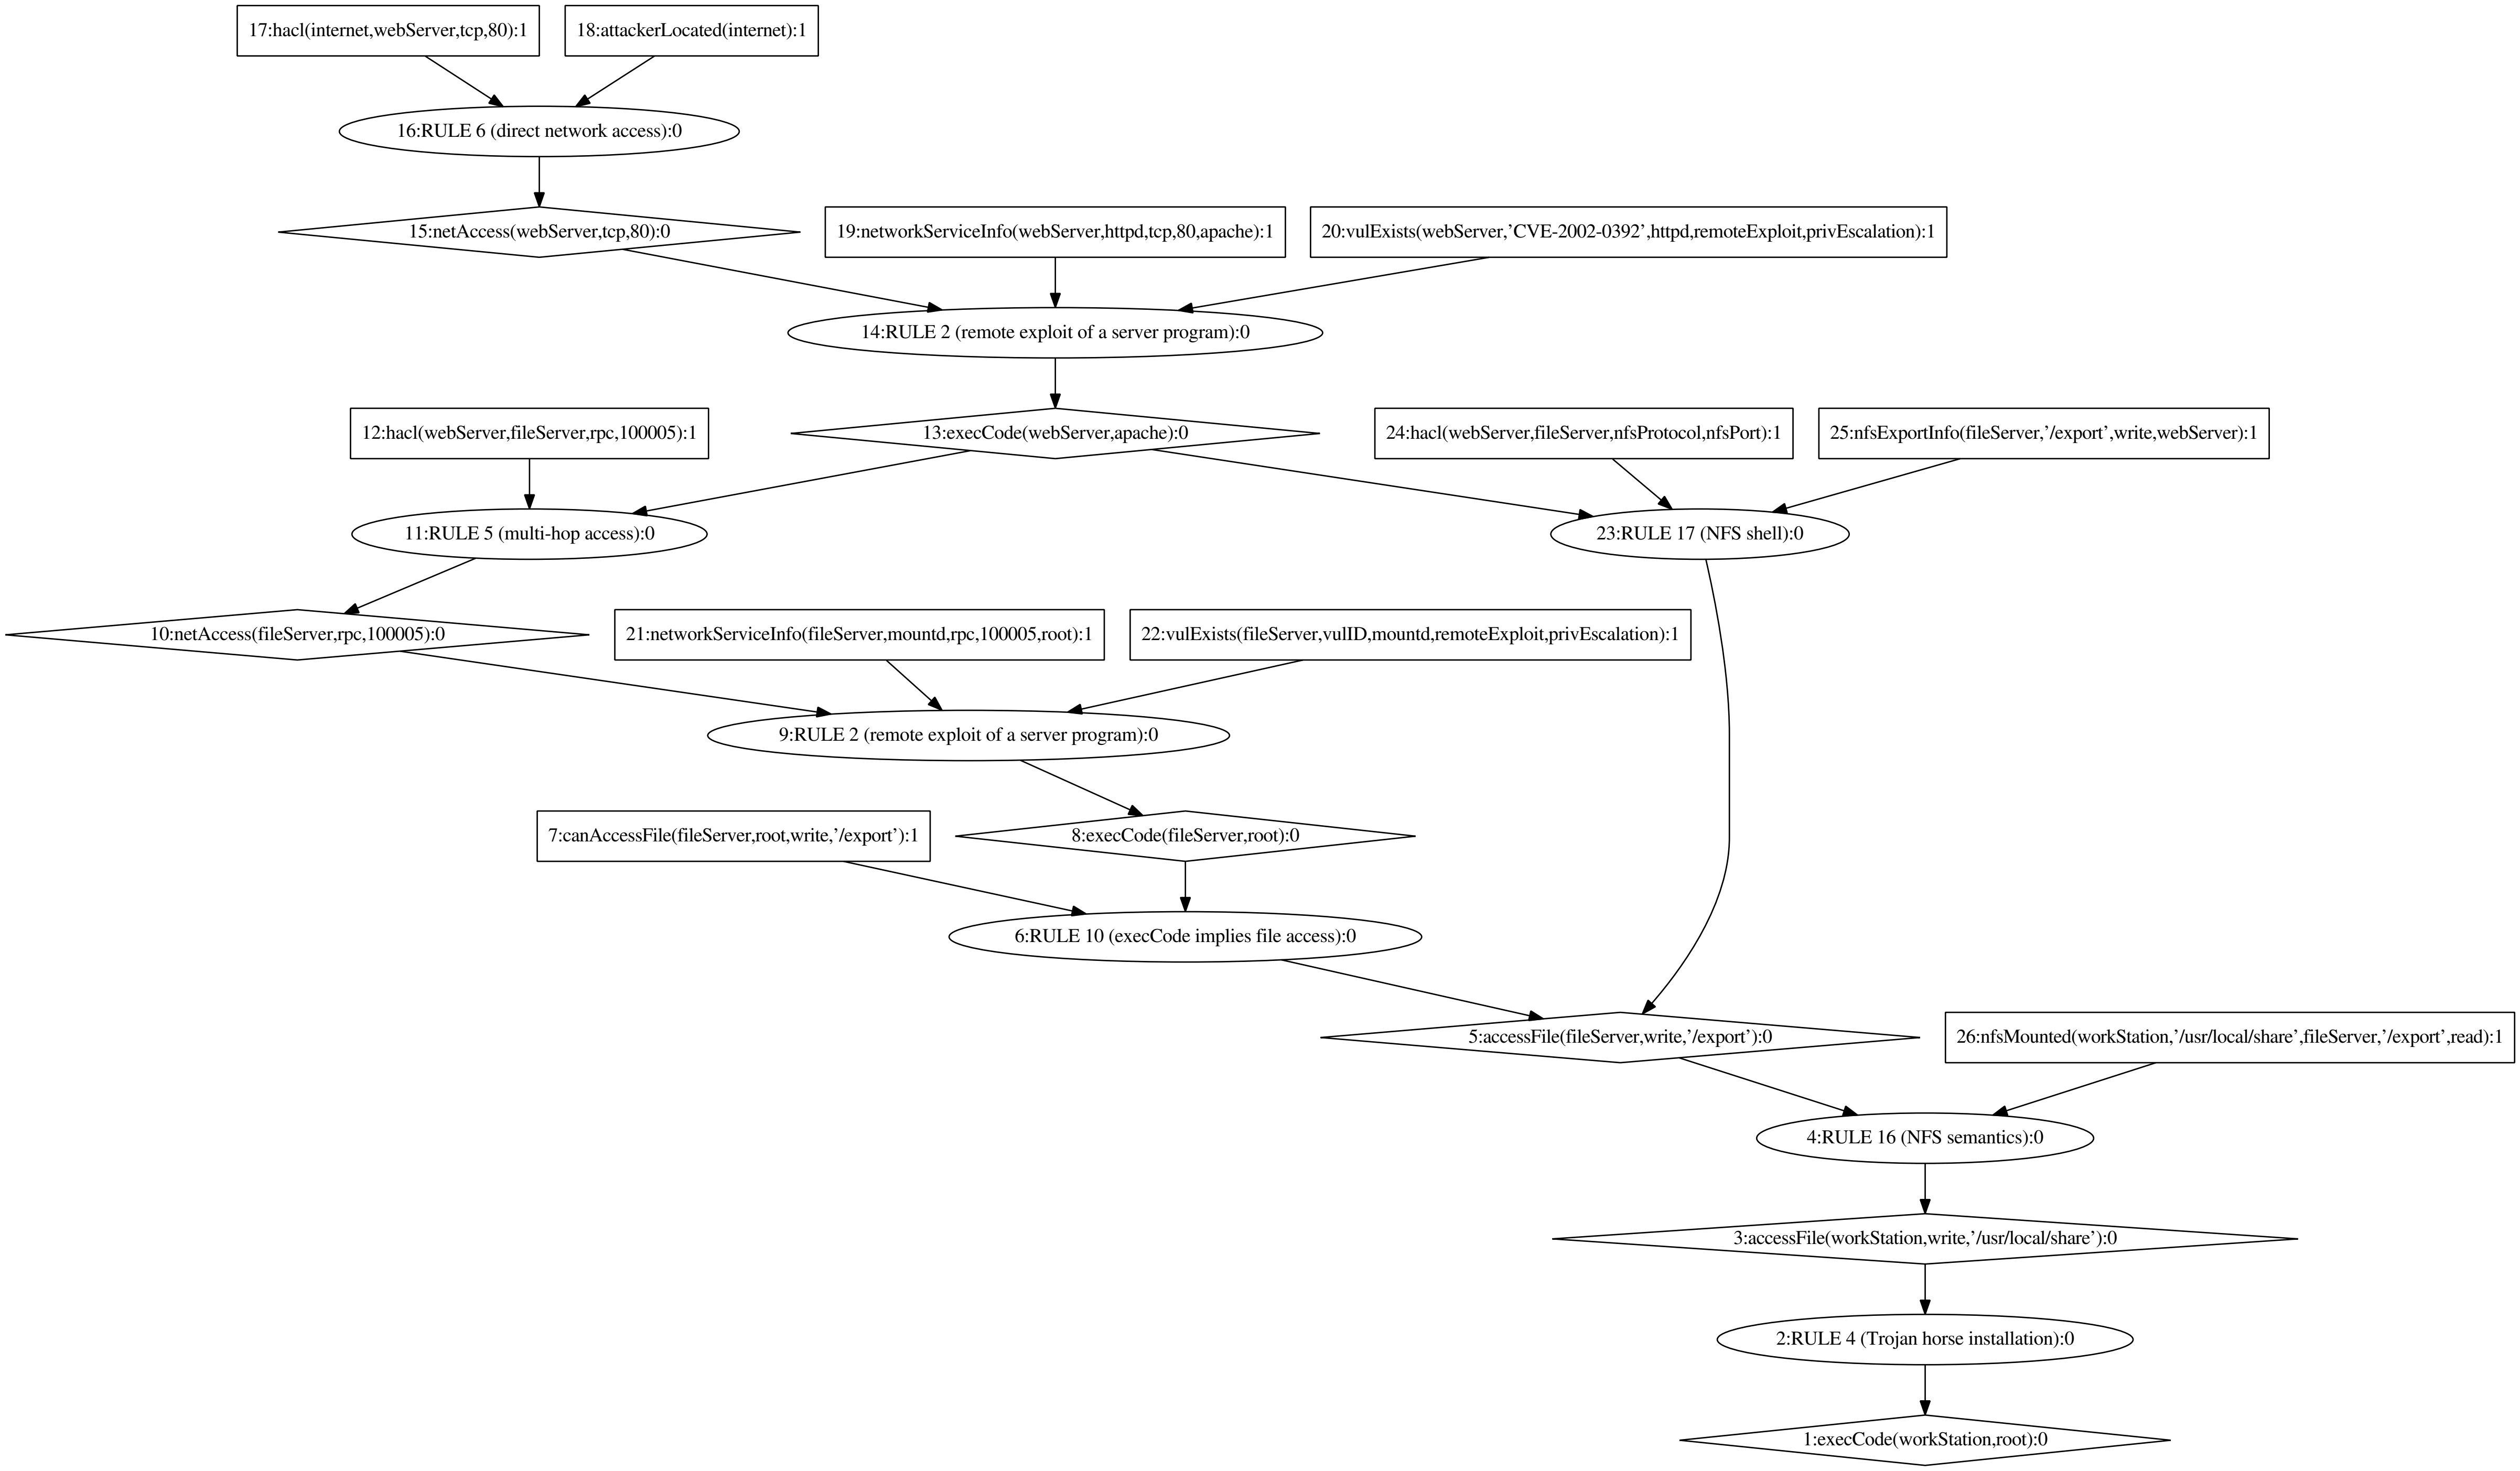 17:hacl(internet,webServer,tcp,80):1
18:attackerLocated(internet):1
16:RULE 6 (direct network access):0
15:netAccess(webServer,tcp,80):0
19:networkServiceInfo(webServer,httpd,tcp,80,apache):1
20:vulExists(webServer,’CVE-2002-0392’,httpd,remoteExploit,privEscalation):1
14:RULE 2 (remote exploit of a server program):0
12:hacl(webServer,fileServer,rpc,100005):1
13:execCode(webServer,apache):0
24:hacl(webServer,fileServer,nfsProtocol,nfsPort):1
25:nfsExportInfo(fileServer,’/export’,write,webServer):1
11:RULE 5 (multi-hop access):0
23:RULE 17 (NFS shell):0
10:netAccess(fileServer,rpc,100005):0
21:networkServiceInfo(fileServer,mountd,rpc,100005,root):1
22:vulExists(fileServer,vulID,mountd,remoteExploit,privEscalation):1
9:RULE 2 (remote exploit of a server program):0
7:canAccessFile(fileServer,root,write,’/export’):1
8:execCode(fileServer,root):0
6:RULE 10 (execCode implies file access):0
5:accessFile(fileServer,write,’/export’):0
26:nfsMounted(workStation,’/usr/local/share’,fileServer,’/export’,read):1
4:RULE 16 (NFS semantics):0
3:accessFile(workStation,write,’/usr/local/share’):0
2:RULE 4 (Trojan horse installation):0
1:execCode(workStation,root):0